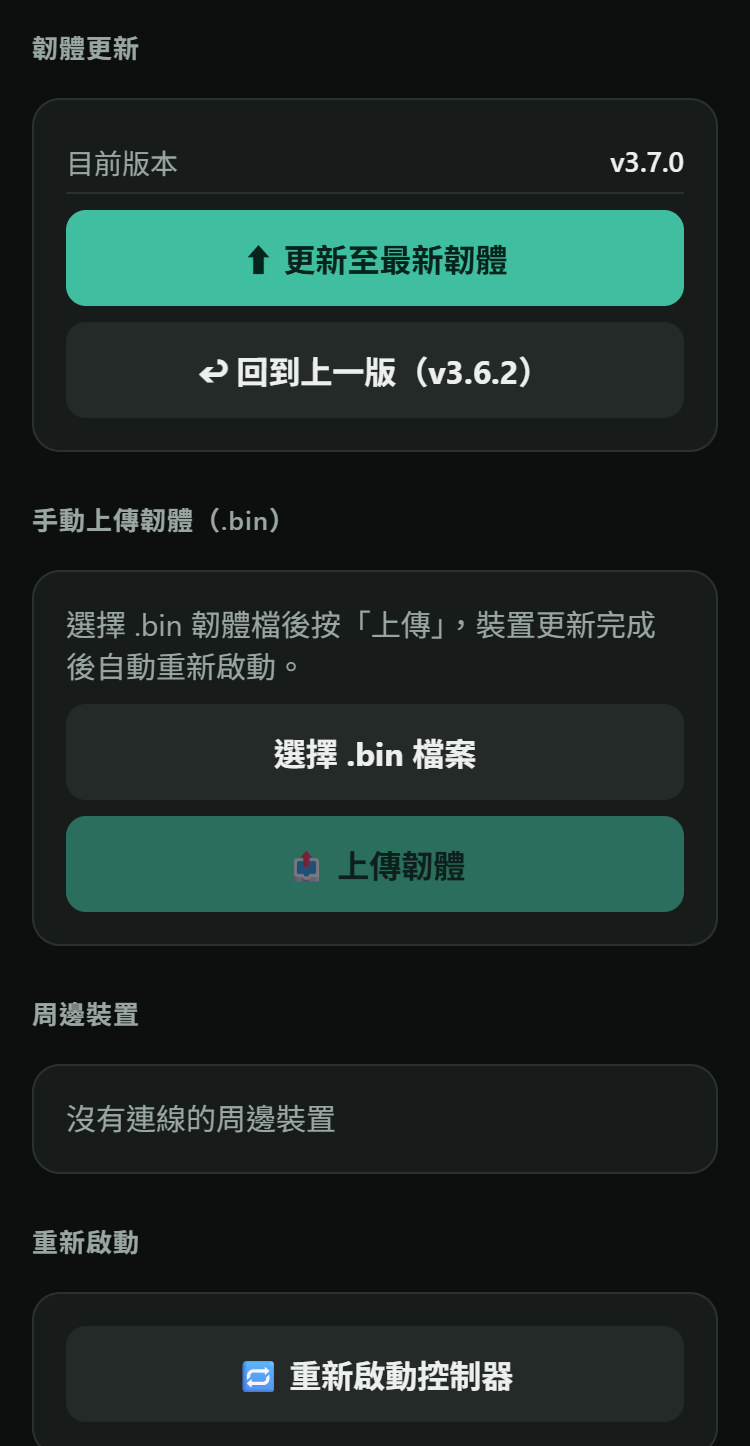 韌體更新
目前版本 v3.7.0
⬆ 更新至最新韌體
↩ 回到上一版（v3.6.2）
手動上傳韌體（.bin）
選擇 .bin 韌體檔後按「上傳」，裝置更新完成
後自動重新啟動。
選擇 .bin 檔案
📤 上傳韌體
周邊裝置
沒有連線的周邊裝置
重新啟動
🔁 重新啟動控制器